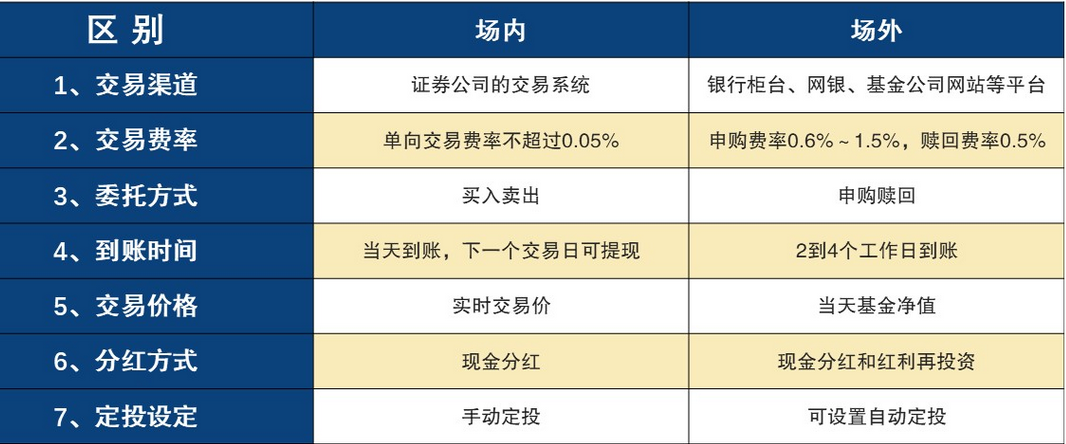 区 别 场内 场外
1、交易渠道 证券公司的交易系统 银行柜台、网银、基金公司网站等平台
2、交易费率 单向交易费率不超过0.05% 申购费率0.6%～1.5%，赎回费率0.5%
3、委托方式 买入卖出 申购赎回
4、到账时间 当天到账，下一个交易日可提现 2到4个工作日到账
5、交易价格 实时交易价 当天基金净值
6、分红方式 现金分红 现金分红和红利再投资
7、定投设定 手动定投 可设置自动定投